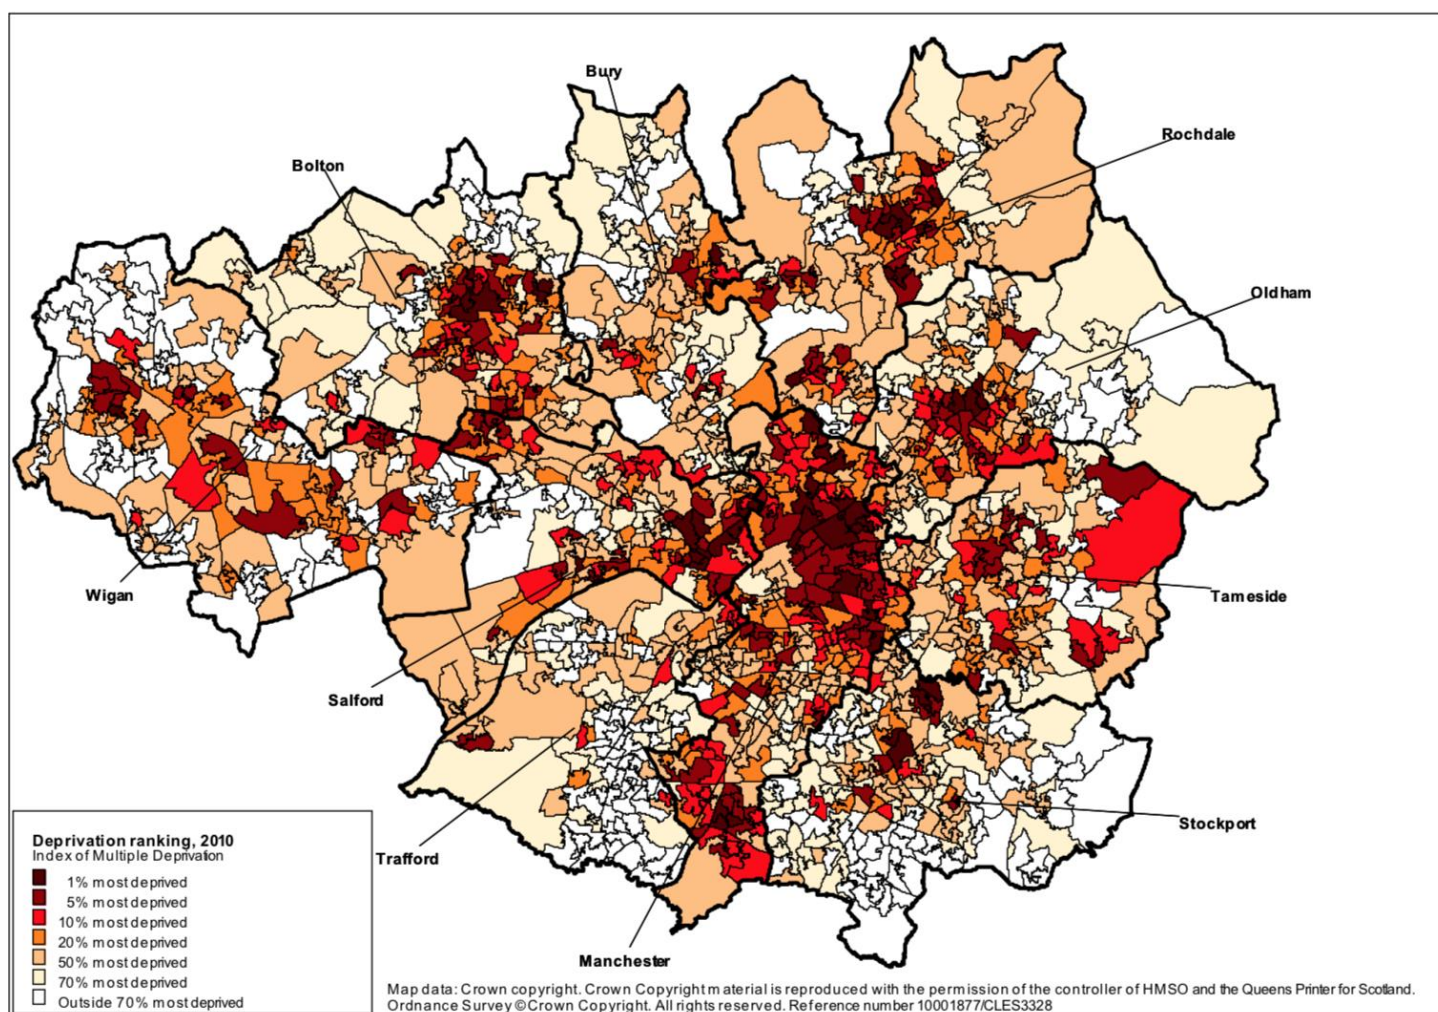 Bury
Rochdale
Bolton
Oldham
Wigan
Tameside
Salford
Stockport
Trafford
Manchester
Deprivation ranking, 2010
Index of Multiple Deprivation
1% most deprived
5% most deprived
10% most deprived
20% most deprived
50% most deprived
70% most deprived
Outside 70% most deprived
Map data: Crown copyright. Crown Copyright material is reproduced with the permission of the controller of HMSO and the Queens Printer for Scotland.
Ordnance Survey © Crown Copyright. All rights reserved. Reference number 10001877/CLES3328